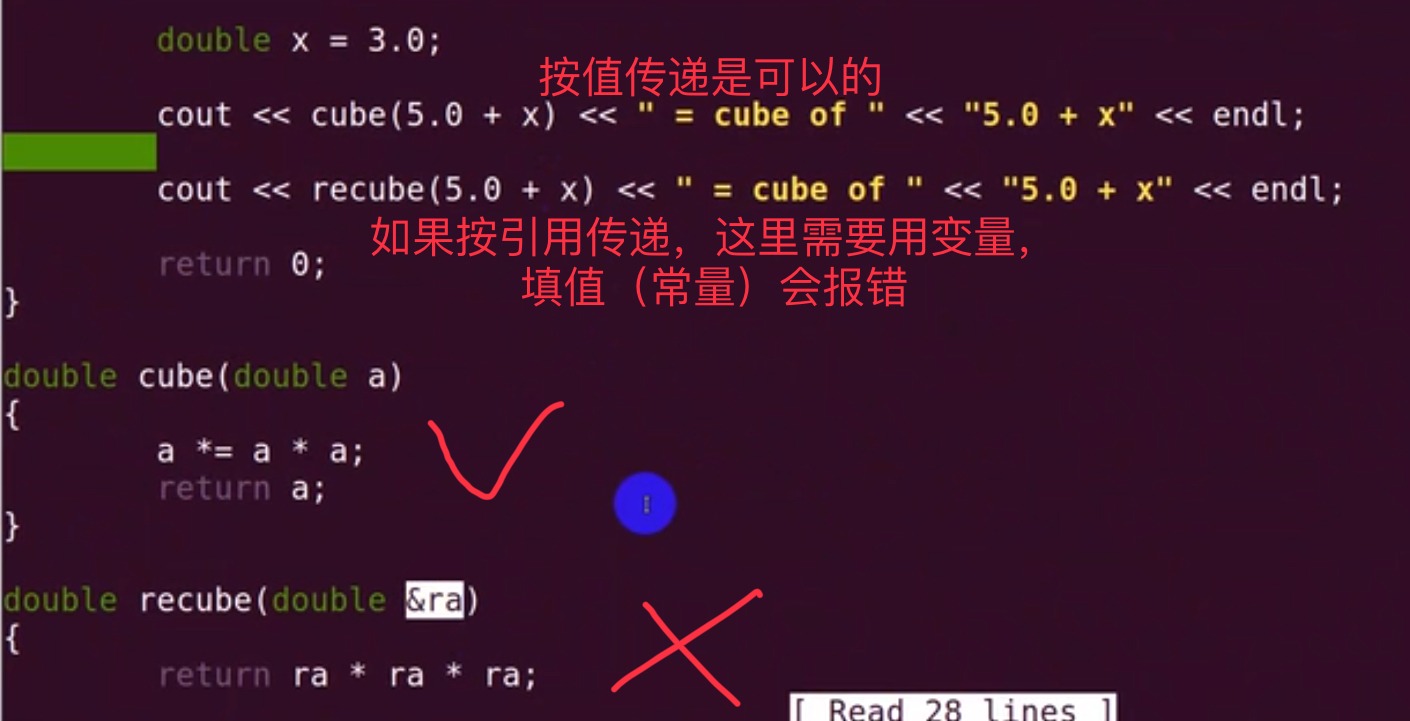 double x = 3.0;
按值传递是可以的
cout << cube(5.0 + x) << " = cube of " << "5.0 + x" << endl;
cout << recube(5.0 + x) << " = cube of " << "5.0 + x" << endl;
如果按引用传递，这里需要用变量，
填值（常量）会报错
return 0;
}
double cube(double a)
{
a *= a * a;
return a;
}
double recube(double &ra)
{
return ra * ra * ra;
[ Read 28 lines ]